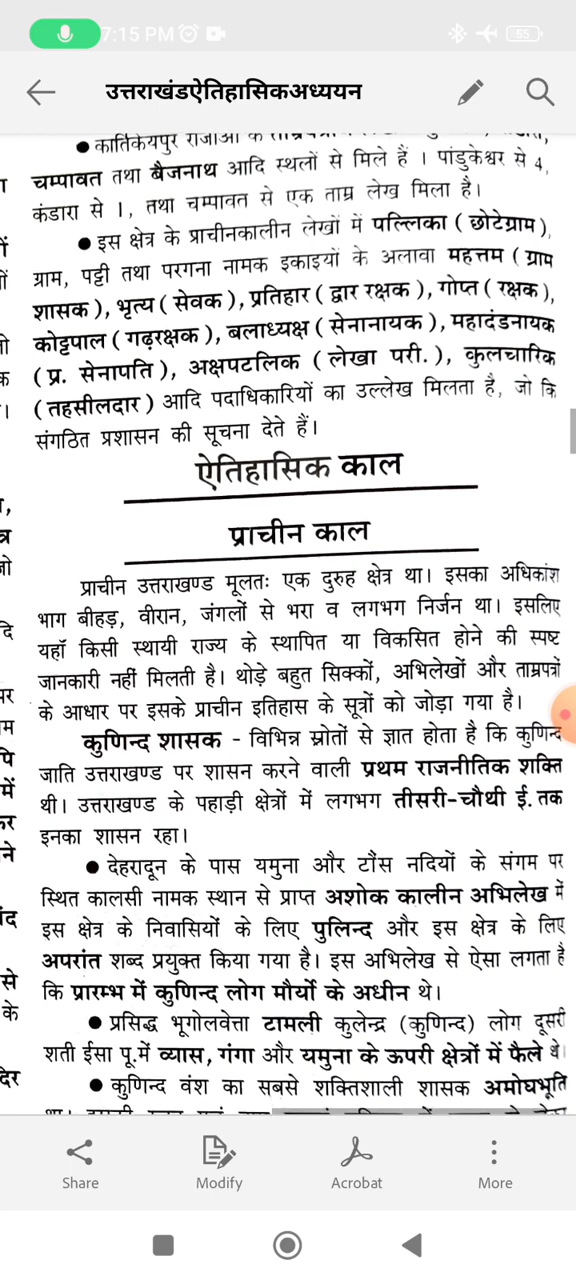 7:15 PM
55
उत्तराखंडऐतिहासिकअध्ययन
● कार्तिकेयपुर राजाओं के
चम्पावत तथा बैजनाथ आदि स्थलों से मिले हैं । पांडुकेश्वर से 4,
कंडारा से 1, तथा चम्पावत से एक ताम्र लेख मिला है।
● इस क्षेत्र के प्राचीनकालीन लेखों में पल्लिका ( छोटेग्राम ),
ग्राम, पट्टी तथा परगना नामक इकाइयों के अलावा महत्तम ( ग्राम
शासक ), भृत्य ( सेवक ), प्रतिहार ( द्वार रक्षक ), गोप्त ( रक्षक ),
कोट्टपाल ( गढ़रक्षक ), बलाध्यक्ष ( सेनानायक ), महादंडनायक
( प्र. सेनापति ), अक्षपटलिक ( लेखा परी. ), कुलचारिक
( तहसीलदार ) आदि पदाधिकारियों का उल्लेख मिलता है, जो कि
संगठित प्रशासन की सूचना देते हैं।
ऐतिहासिक काल
प्राचीन काल
प्राचीन उत्तराखण्ड मूलतः एक दुरुह क्षेत्र था। इसका अधिकांश
भाग बीहड़, वीरान, जंगलों से भरा व लगभग निर्जन था। इसलिए
यहाँ किसी स्थायी राज्य के स्थापित या विकसित होने की स्पष्ट
जानकारी नहीं मिलती है। थोड़े बहुत सिक्कों, अभिलेखों और ताम्रपत्रों
के आधार पर इसके प्राचीन इतिहास के सूत्रों को जोड़ा गया है।
कुणिन्द शासक - विभिन्न स्रोतों से ज्ञात होता है कि कुणिन्द
जाति उत्तराखण्ड पर शासन करने वाली प्रथम राजनीतिक शक्ति
थी। उत्तराखण्ड के पहाड़ी क्षेत्रों में लगभग तीसरी-चौथी ई. तक
इनका शासन रहा।
● देहरादून के पास यमुना और टौंस नदियों के संगम पर
स्थित कालसी नामक स्थान से प्राप्त अशोक कालीन अभिलेख में
इस क्षेत्र के निवासियों के लिए पुलिन्द और इस क्षेत्र के लिए
अपरांत शब्द प्रयुक्त किया गया है। इस अभिलेख से ऐसा लगता है
कि प्रारम्भ में कुणिन्द लोग मौर्यो के अधीन थे।
● प्रसिद्ध भूगोलवेत्ता टामली कुलेन्द्र (कुणिन्द) लोग दूसरी
शती ईसा पू.में व्यास, गंगा और यमुना के ऊपरी क्षेत्रों में फैले थे।
● कुणिन्द वंश का सबसे शक्तिशाली शासक अमोघभूति
Share
Modify
Acrobat
More